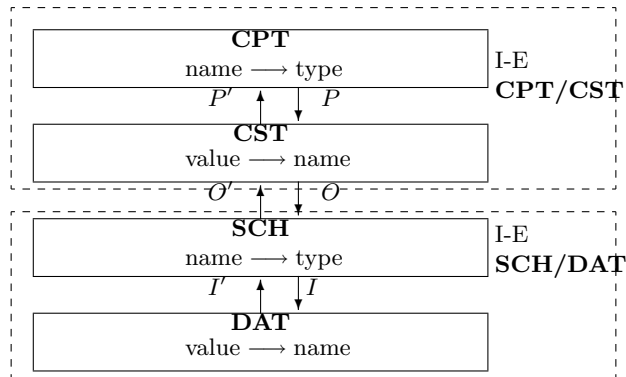 CPT
name ⟶ type
I-E
CPT/CST
P′ P
CST
value ⟶ name
O′ O
SCH
name ⟶ type
I-E
SCH/DAT
I′ I
DAT
value ⟶ name